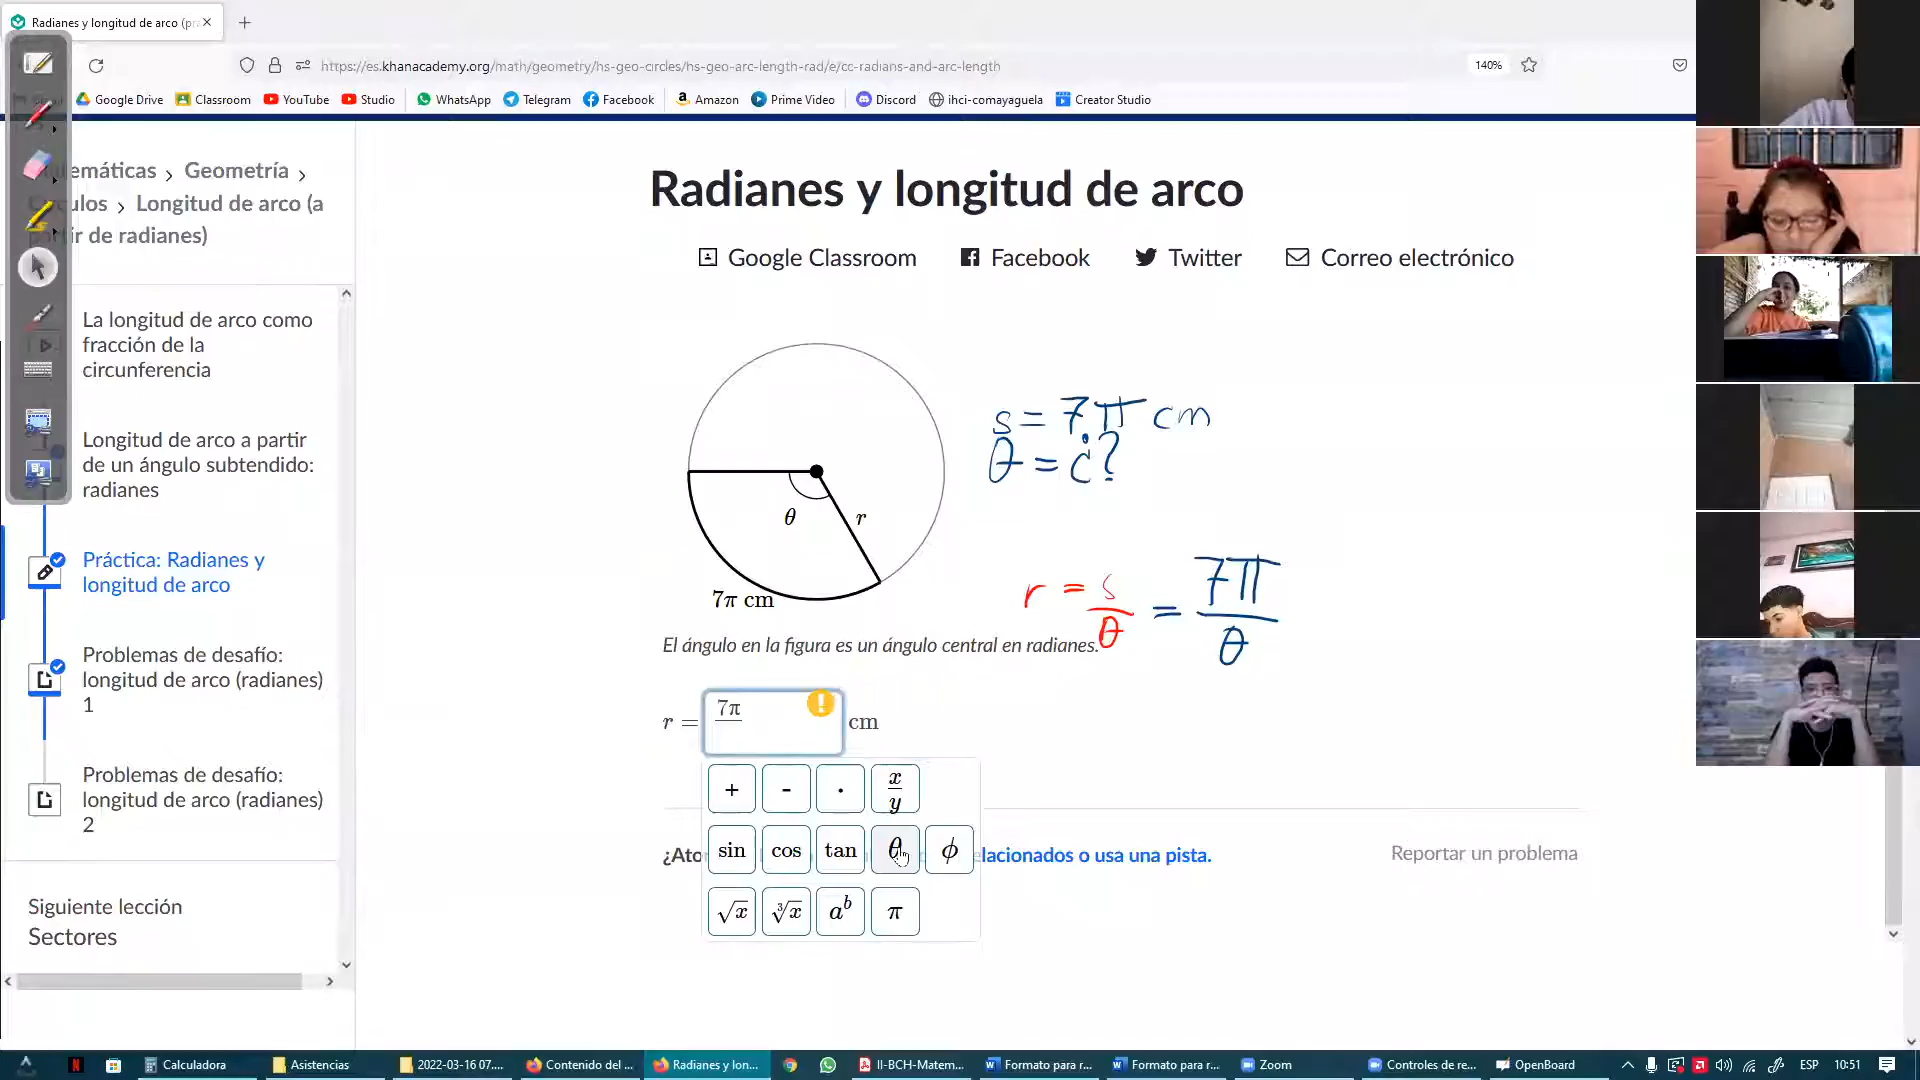 Radianes y longitud de arco (pr
https://es.khanacademy.org/math/geometry/hs-geo-circles/hs-geo-arc-length-rad/e/cc-radians-and-arc-length
140%
Google Drive Classroom YouTube Studio WhatsApp Telegram Facebook Amazon Prime Video Discord ihci-comayaguela Creator Studio
emáticas > Geometría >
ulos > Longitud de arco (a
ir de radianes)
La longitud de arco como
fracción de la
circunferencia
Longitud de arco a partir
de un ángulo subtendido:
radianes
Práctica: Radianes y
longitud de arco
Problemas de desafío:
longitud de arco (radianes)
1
Problemas de desafío:
longitud de arco (radianes)
2
Siguiente lección
Sectores
Radianes y longitud de arco
Google Classroom Facebook Twitter Correo electrónico
θ
r
7π cm
s = 7π cm
θ = ¿?
r = s/θ = 7π/θ
El ángulo en la figura es un ángulo central en radianes.
r = 7π cm
+ - · x/y
sin cos tan θ ϕ
√x ∛x a^b π
¿Ato
elacionados o usa una pista.
Reportar un problema
Calculadora Asistencias 2022-03-16 07.... Contenido del ... Radianes y lon... II-BCH-Matem... Formato para r... Formato para r... Zoom Controles de re... OpenBoard ESP 10:51